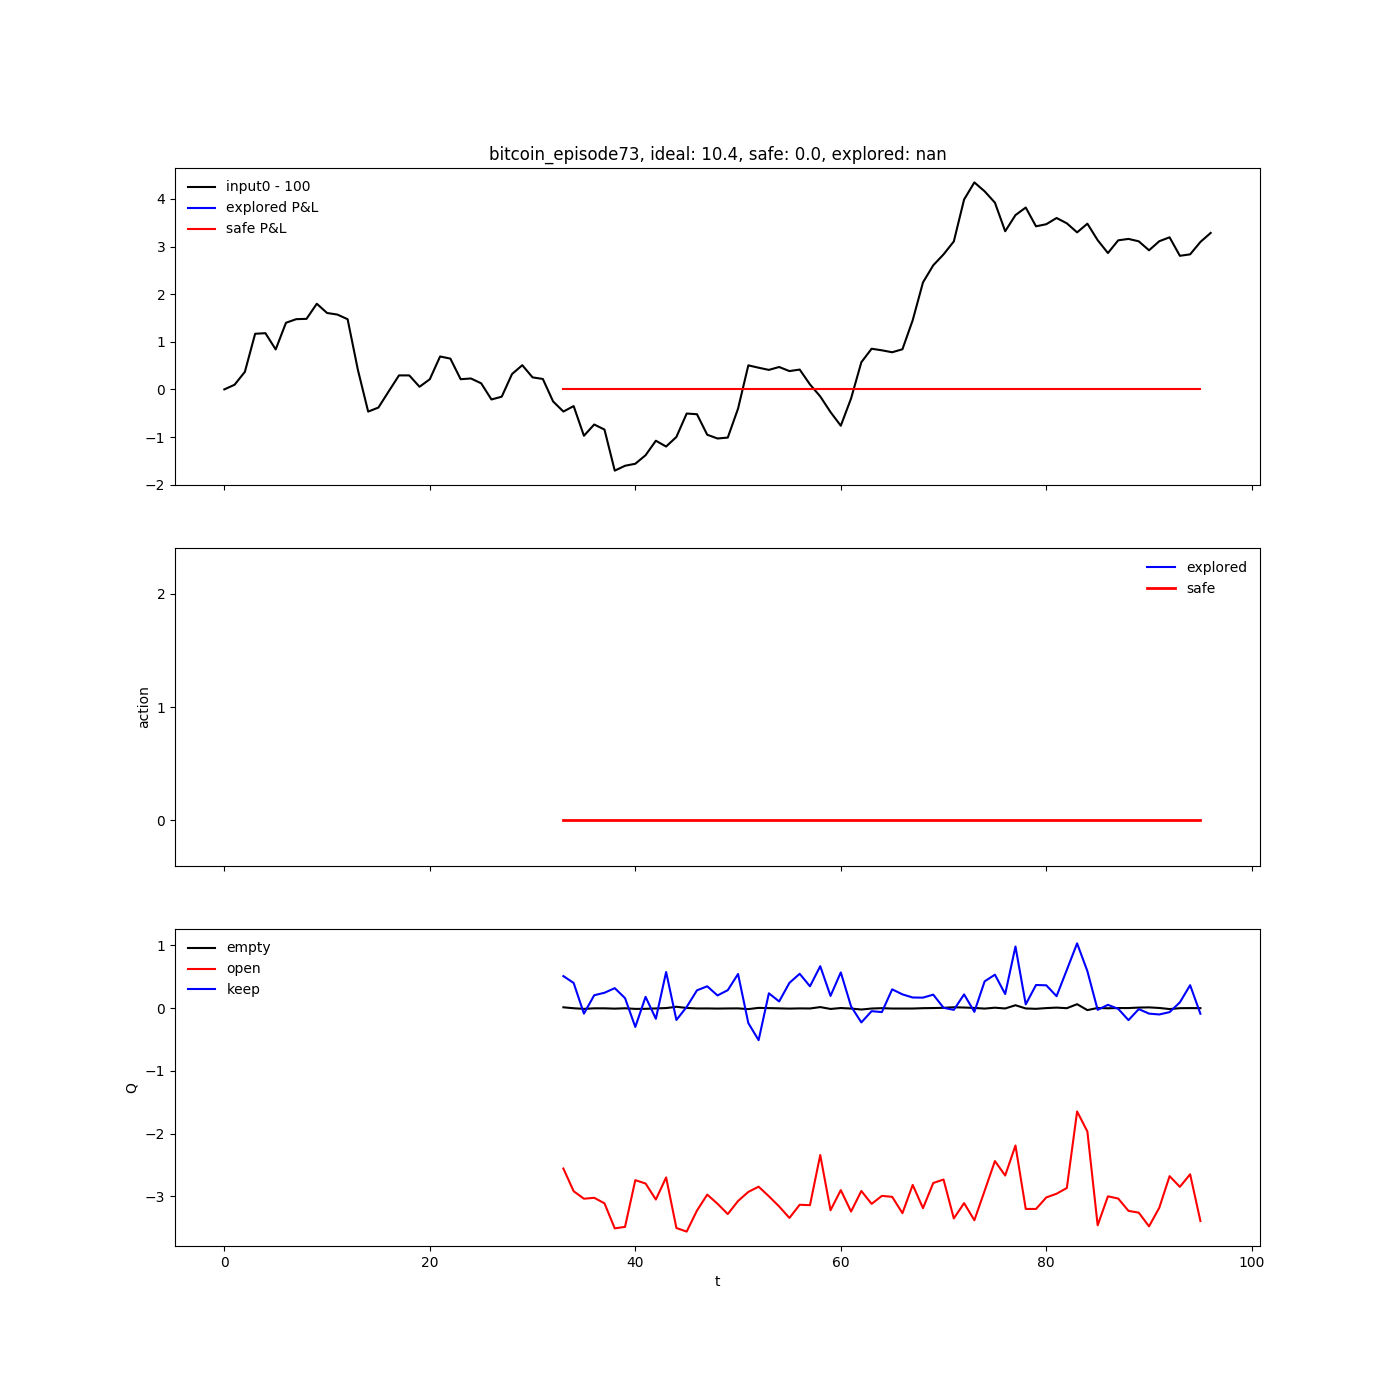 bitcoin_episode73, ideal: 10.4, safe: 0.0, explored: nan
input0 - 100
explored P&L
safe P&L
4
3
2
1
0
−1
−2
explored
safe
2
1
0
action
empty
open
keep
1
0
−1
−2
−3
Q
0 20 40 60 80 100
t